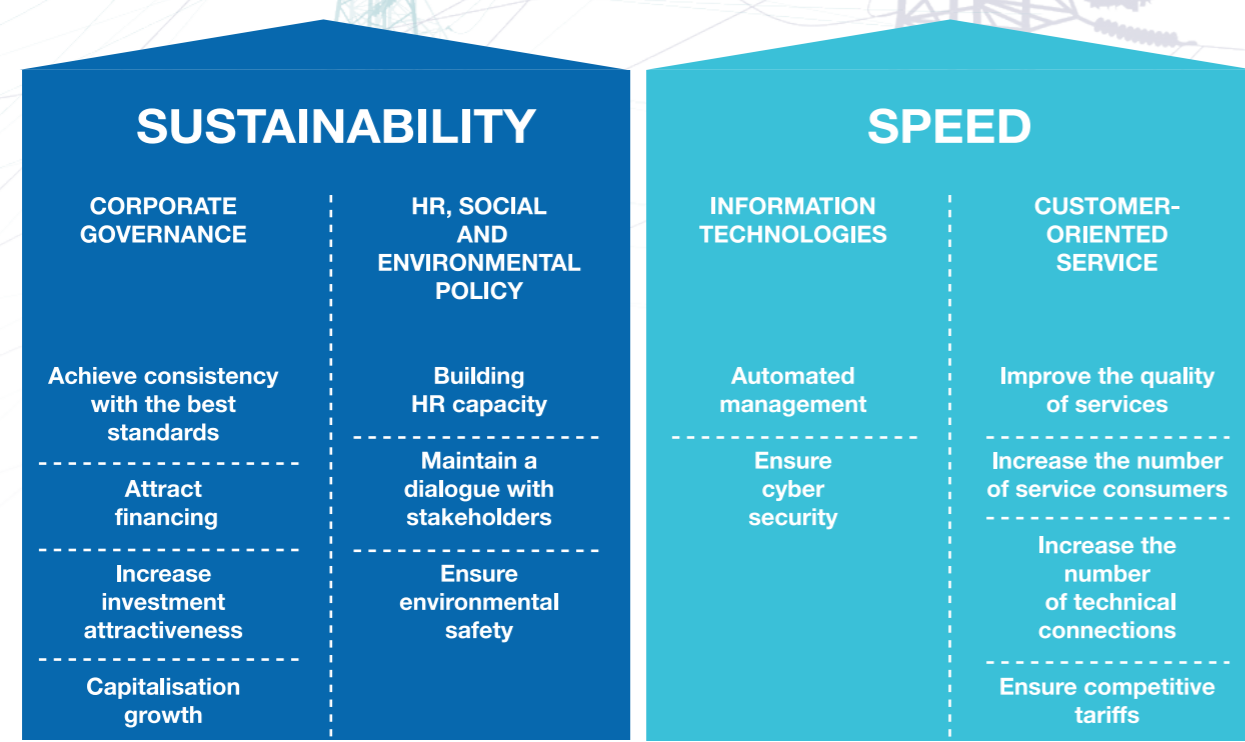 SUSTAINABILITY
CORPORATE
GOVERNANCE
Achieve consistency
with the best
standards
Attract
financing
Increase
investment
attractiveness
Capitalisation
growth
HR, SOCIAL
AND
ENVIRONMENTAL
POLICY
Building
HR capacity
Maintain a
dialogue with
stakeholders
Ensure
environmental
safety
SPEED
INFORMATION
TECHNOLOGIES
Automated
management
Ensure
cyber
security
CUSTOMER-
ORIENTED
SERVICE
Improve the quality
of services
Increase the number
of service consumers
Increase the
number
of technical
connections
Ensure competitive
tariffs